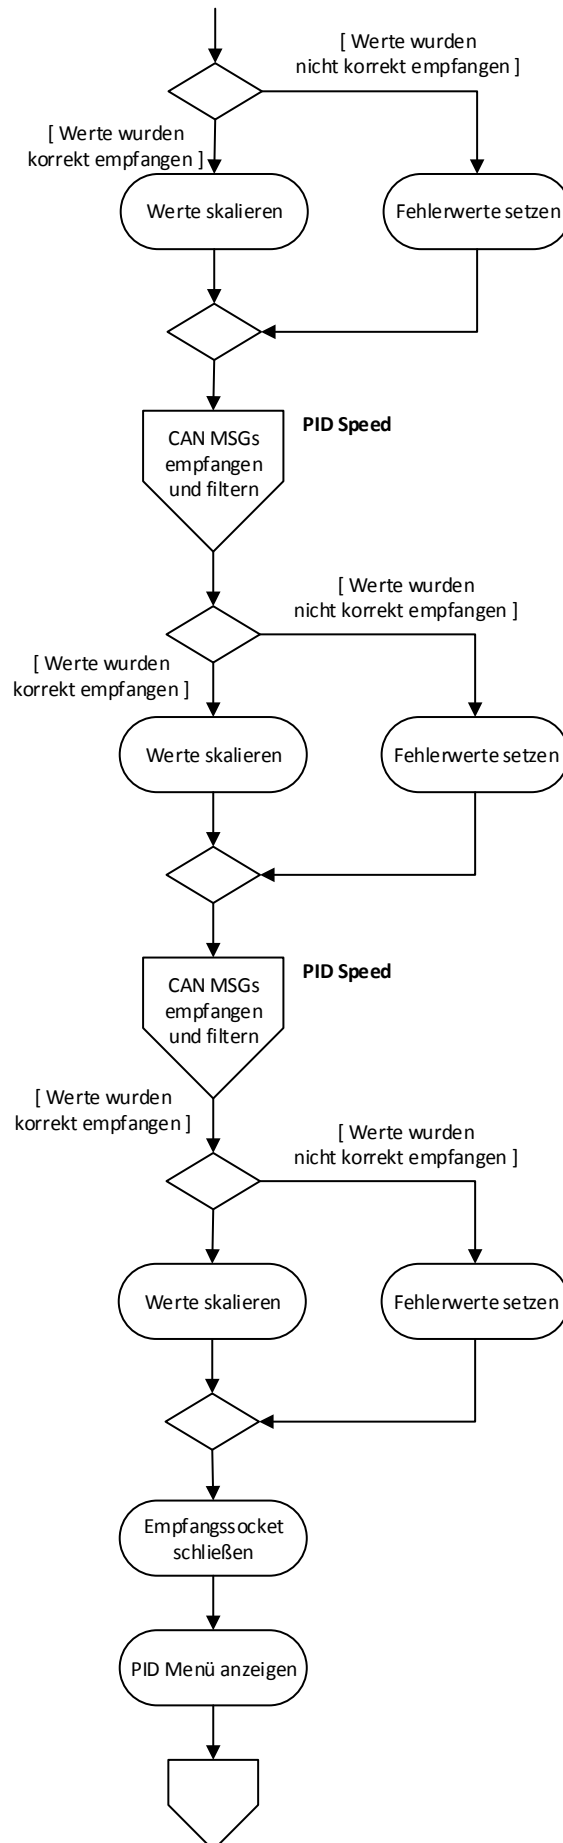 [ Werte wurden
nicht korrekt empfangen ]
[ Werte wurden
korrekt empfangen ]
Werte skalieren
Fehlerwerte setzen
PID Speed
CAN MSGs
empfangen
und filtern
[ Werte wurden
nicht korrekt empfangen ]
[ Werte wurden
korrekt empfangen ]
Werte skalieren
Fehlerwerte setzen
PID Speed
CAN MSGs
empfangen
und filtern
[ Werte wurden
korrekt empfangen ]
[ Werte wurden
nicht korrekt empfangen ]
Werte skalieren
Fehlerwerte setzen
Empfangssocket
schließen
PID Menü anzeigen